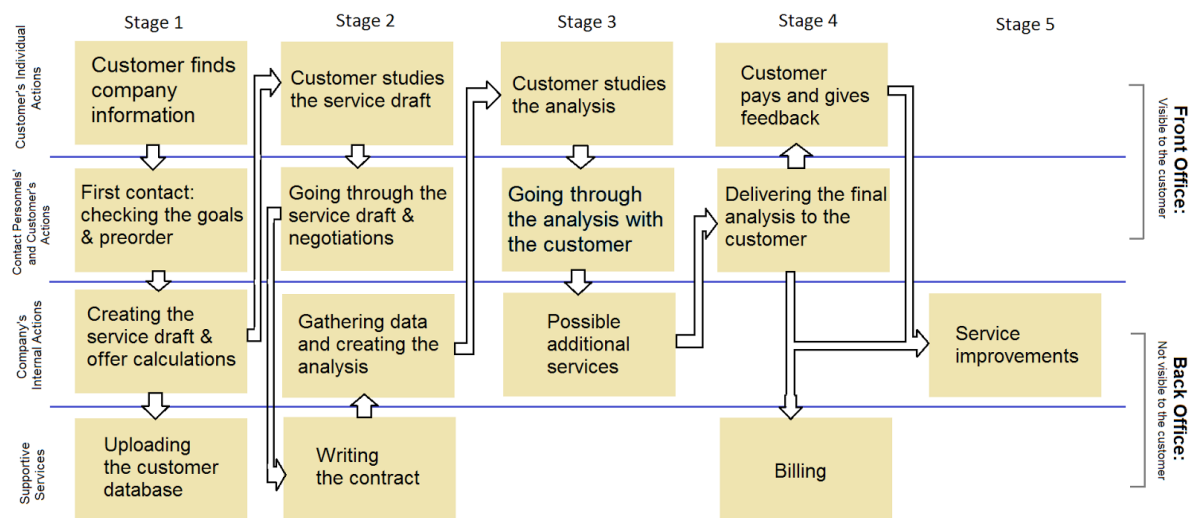 Stage 1
Stage 2
Stage 3
Stage 4
Stage 5
Customer's Individual
Actions
Customer finds
company
information
Customer studies
the service draft
Customer studies
the analysis
Customer
pays and gives
feedback
Contact Personnels'
and Customer's
Actions
First contact:
checking the goals
& preorder
Going through the
service draft &
negotiations
Going through
the analysis with
the customer
Delivering the final
analysis to the
customer
Front Office:
Visible to the
customer
Company's
Internal Actions
Creating the
service draft &
offer calculations
Gathering data
and creating the
analysis
Possible
additional
services
Service
improvements
Supportive
Services
Uploading
the customer
database
Writing
the contract
Billing
Back Office:
Not visible to the
customer